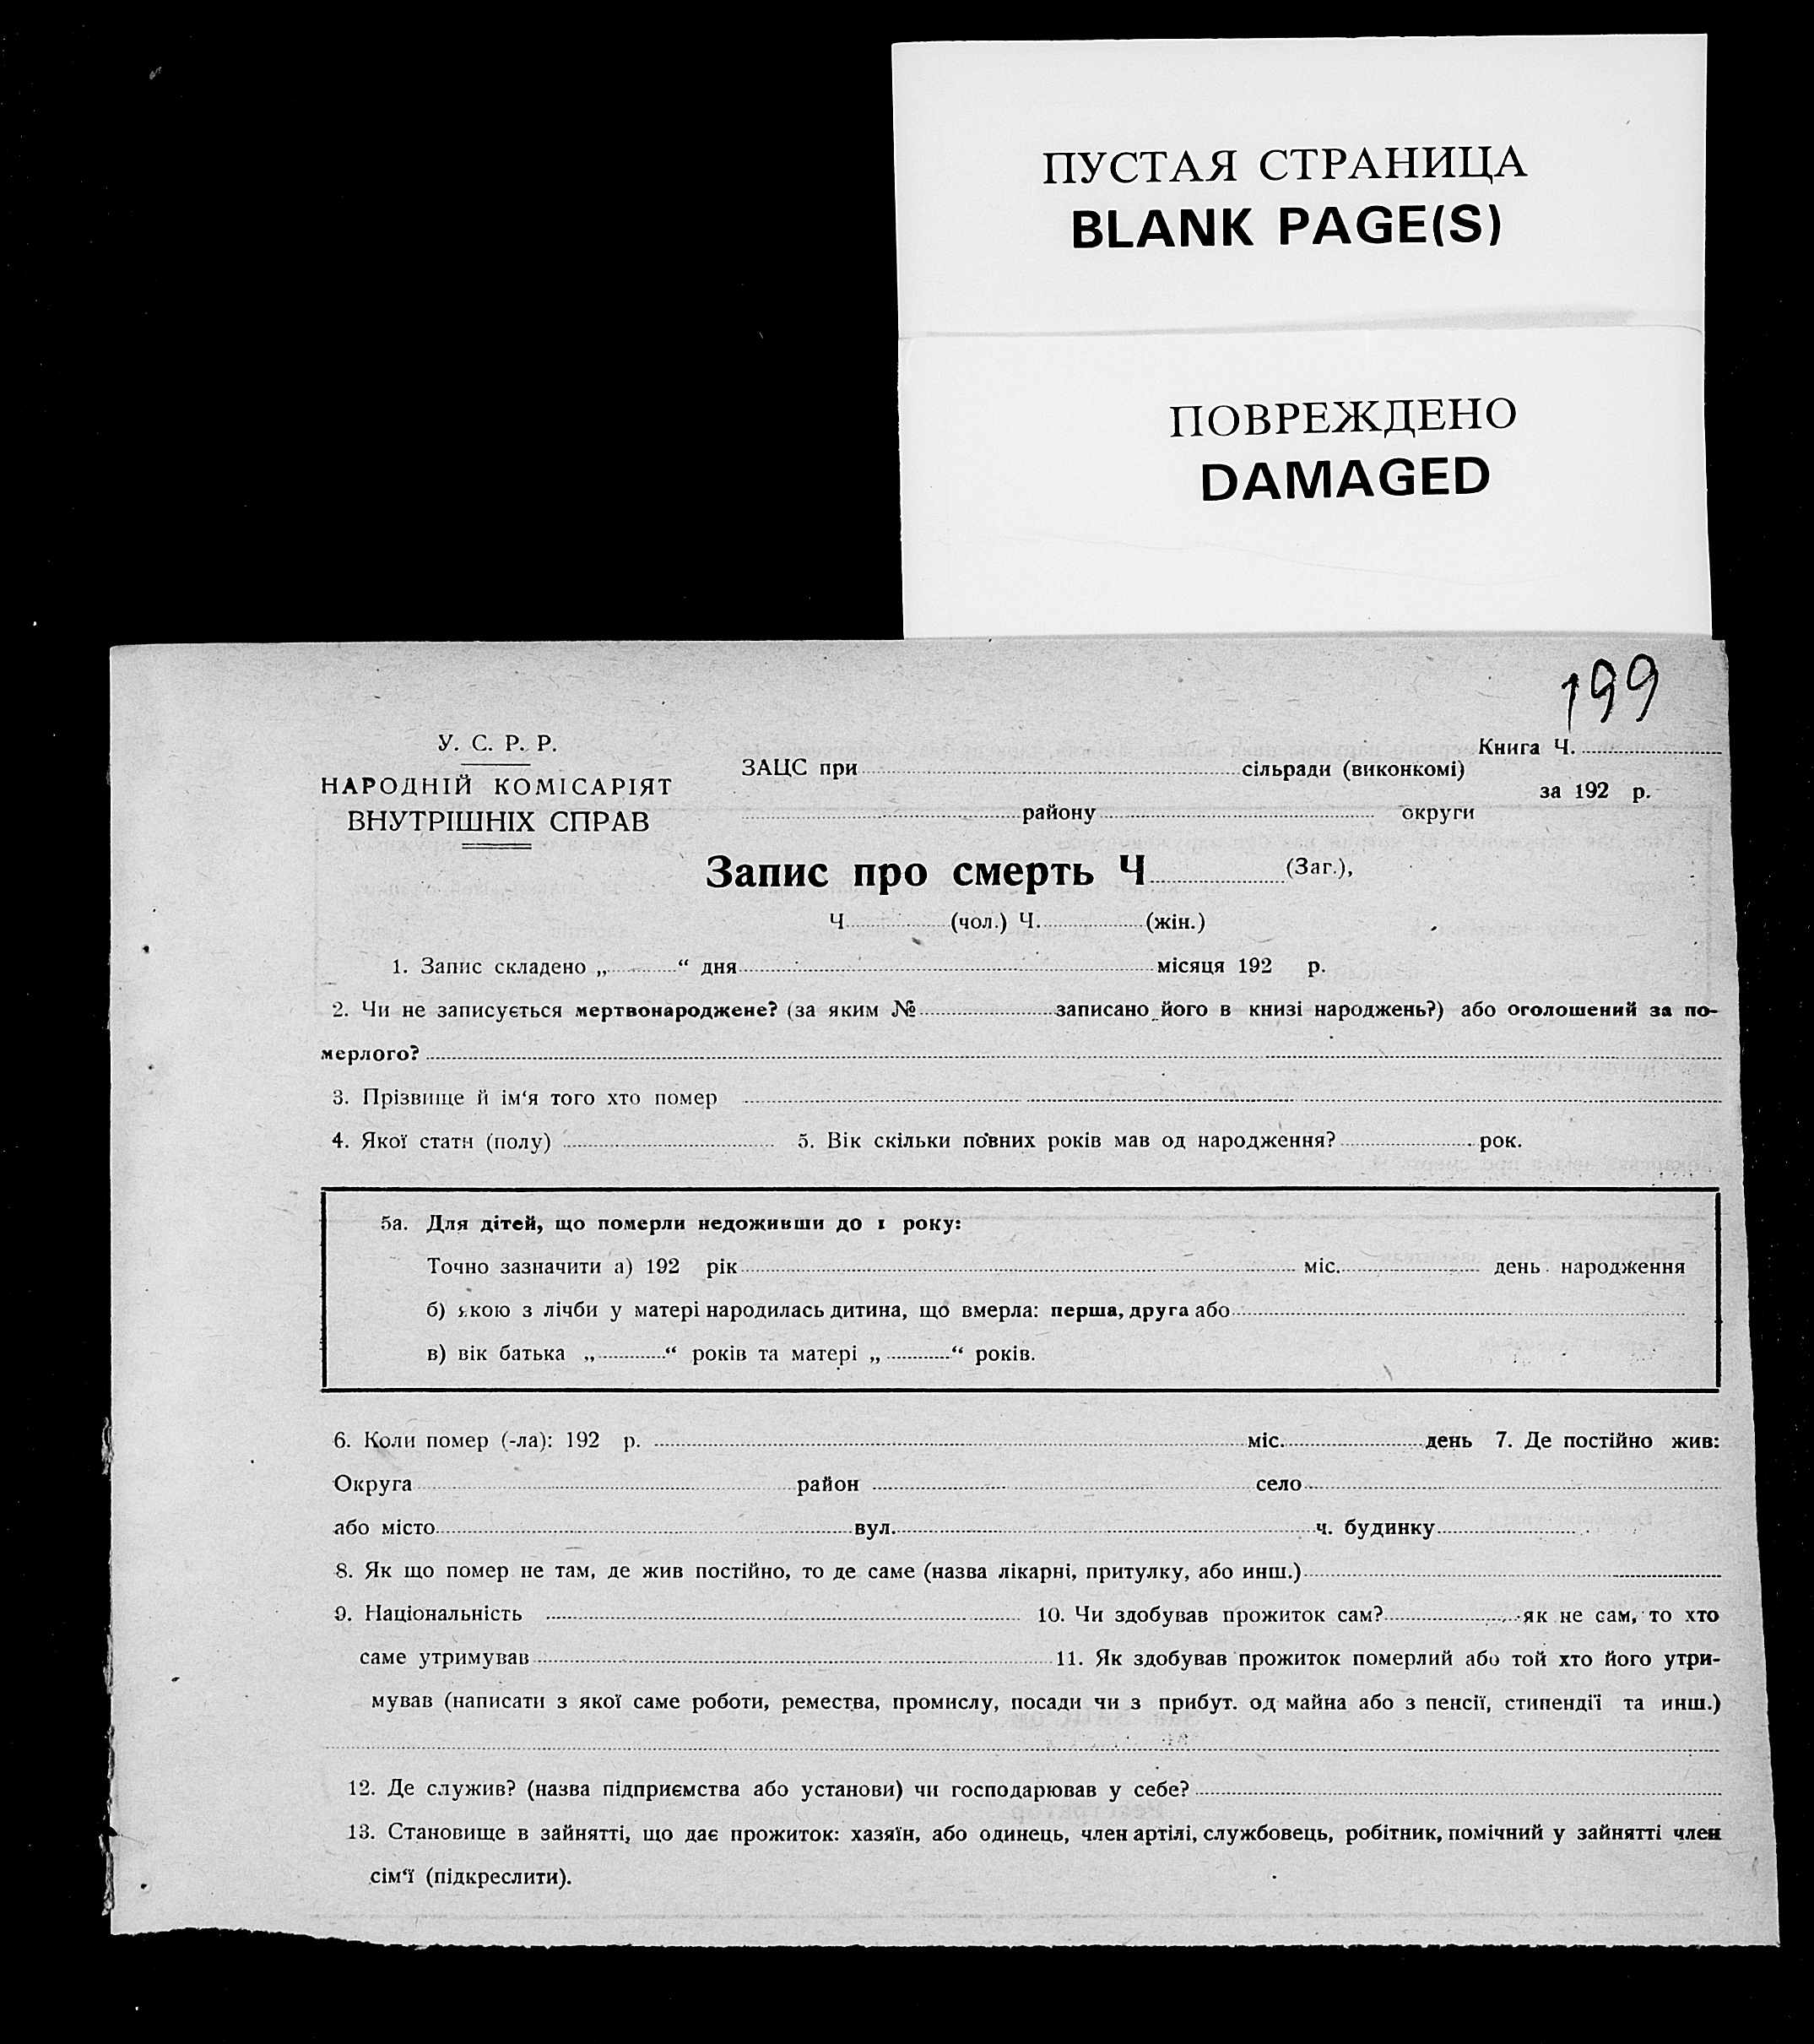 ПУСТАЯ СТРАНИЦА
BLANK PAGE(S)
ПОВРЕЖДЕНО
DAMAGED
199
У. С. Р. Р.
НАРОДНІЙ КОМІСАРІЯТ
ВНУТРІШНІХ СПРАВ
Книга Ч.
ЗАЦС при сільради (виконкомі)
за 192 р.
району округи
Запис про смерть Ч (Заг.),
Ч (чол.) Ч. (жін.)
1. Запис складено „ “ дня місяця 192 р.
2. Чи не записується мертвонароджене? (за яким № записано його в книзі народжень?) або оголошений за по-
мерлого?
3. Прізвище й ім‘я того хто помер
4. Якої стати (полу) 5. Вік скільки повних років мав од народження? рок.
5а. Для дітей, що померли недоживши до 1 року:
Точно зазначити а) 192 рік міс. день народження
б) якою з лічби у матері народилась дитина, що вмерла: перша, друга або
в) вік батька „ “ років та матері „ “ років.
6. Коли помер (-ла): 192 р. міс. день 7. Де постійно жив:
Округа район село
або місто вул. ч. будинку
8. Як що помер не там, де жив постійно, то де саме (назва лікарні, притулку, або инш.)
9. Національність 10. Чи здобував прожиток сам? як не сам, то хто
саме утримував 11. Як здобував прожиток померлий або той хто його утри-
мував (написати з якої саме роботи, ремества, промислу, посади чи з прибут. од майна або з пенсії, стипендії та инш.)
12. Де служив? (назва підприємства або установи) чи господарював у себе?
13. Становище в зайнятті, що дає прожиток: хазяїн, або одинець, член артілі, службовець, робітник, помічний у зайнятті член
сім‘ї (підкреслити).